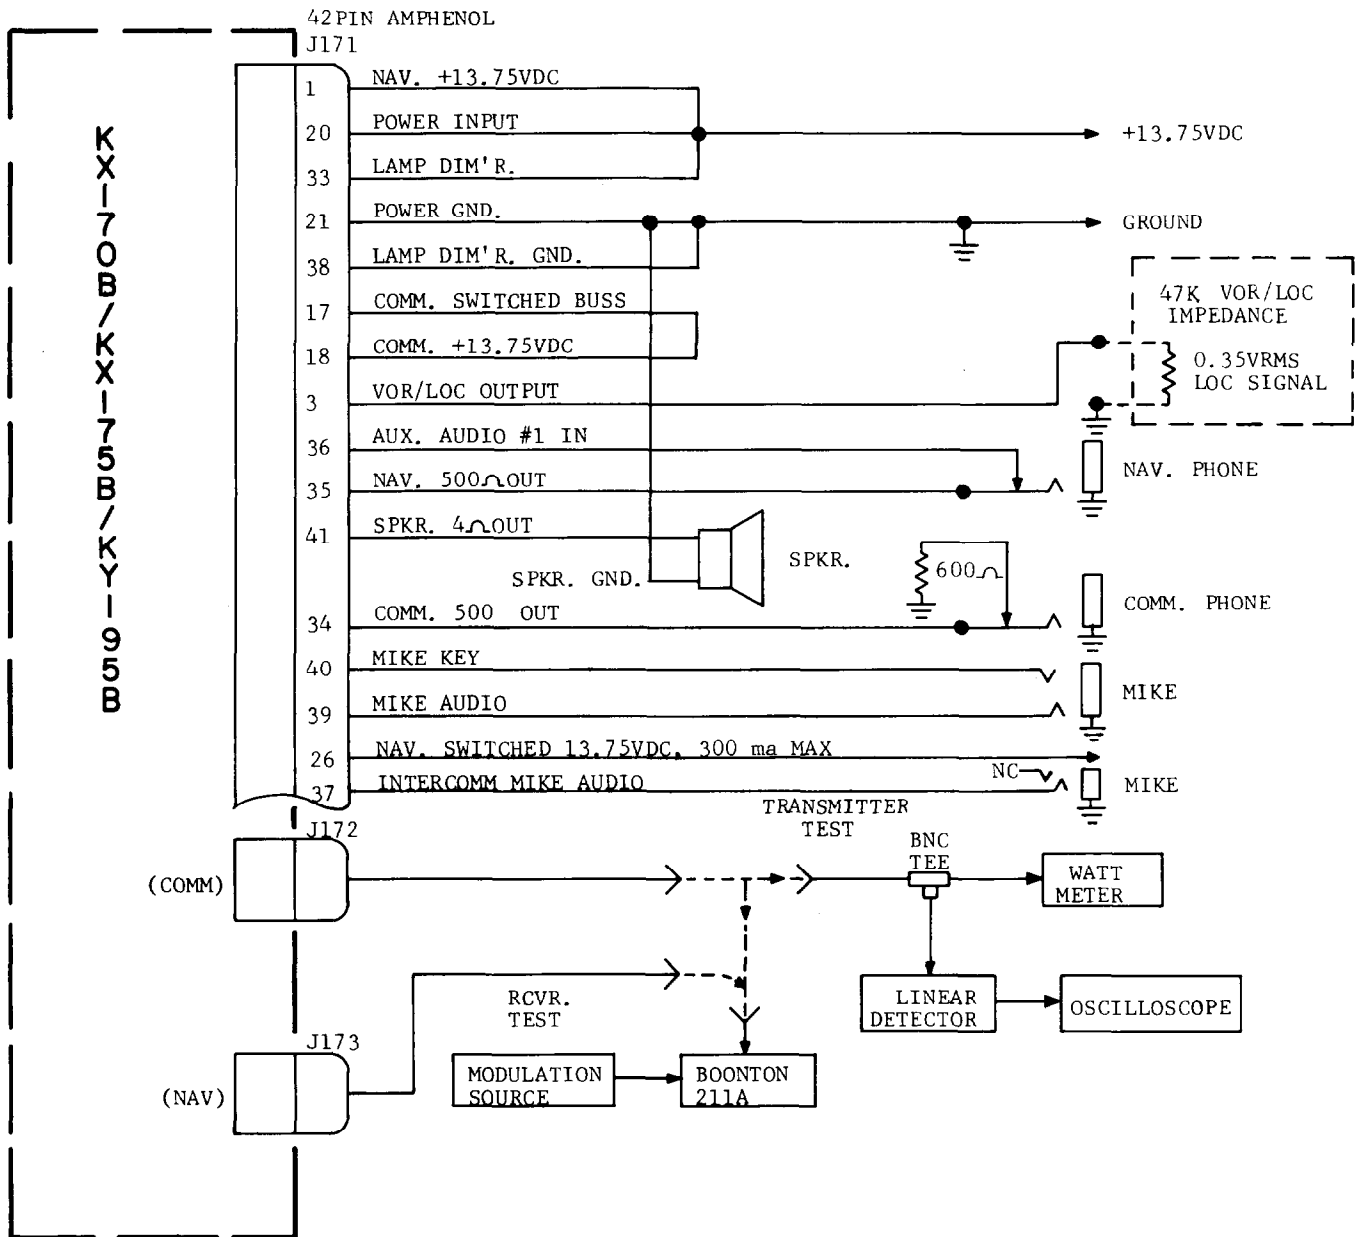 42PIN AMPHENOL
J171
KX170B/KX175B/KY195B
1 NAV. +13.75VDC
20 POWER INPUT
+13.75VDC
33 LAMP DIM'R.
21 POWER GND.
GROUND
38 LAMP DIM'R. GND.
17 COMM. SWITCHED BUSS
18 COMM. +13.75VDC
47K VOR/LOC
IMPEDANCE
0.35VRMS
LOC SIGNAL
3 VOR/LOC OUTPUT
36 AUX. AUDIO #1 IN
35 NAV. 500Ω OUT
NAV. PHONE
41 SPKR. 4Ω OUT
SPKR.
SPKR. GND.
600Ω
34 COMM. 500 OUT
COMM. PHONE
40 MIKE KEY
39 MIKE AUDIO
MIKE
26 NAV. SWITCHED 13.75VDC, 300 ma MAX
37 INTERCOMM MIKE AUDIO
NC
MIKE
TRANSMITTER
TEST
J172
(COMM)
BNC
TEE
WATT
METER
LINEAR
DETECTOR
OSCILLOSCOPE
RCVR.
TEST
J173
(NAV)
MODULATION
SOURCE
BOONTON
211A